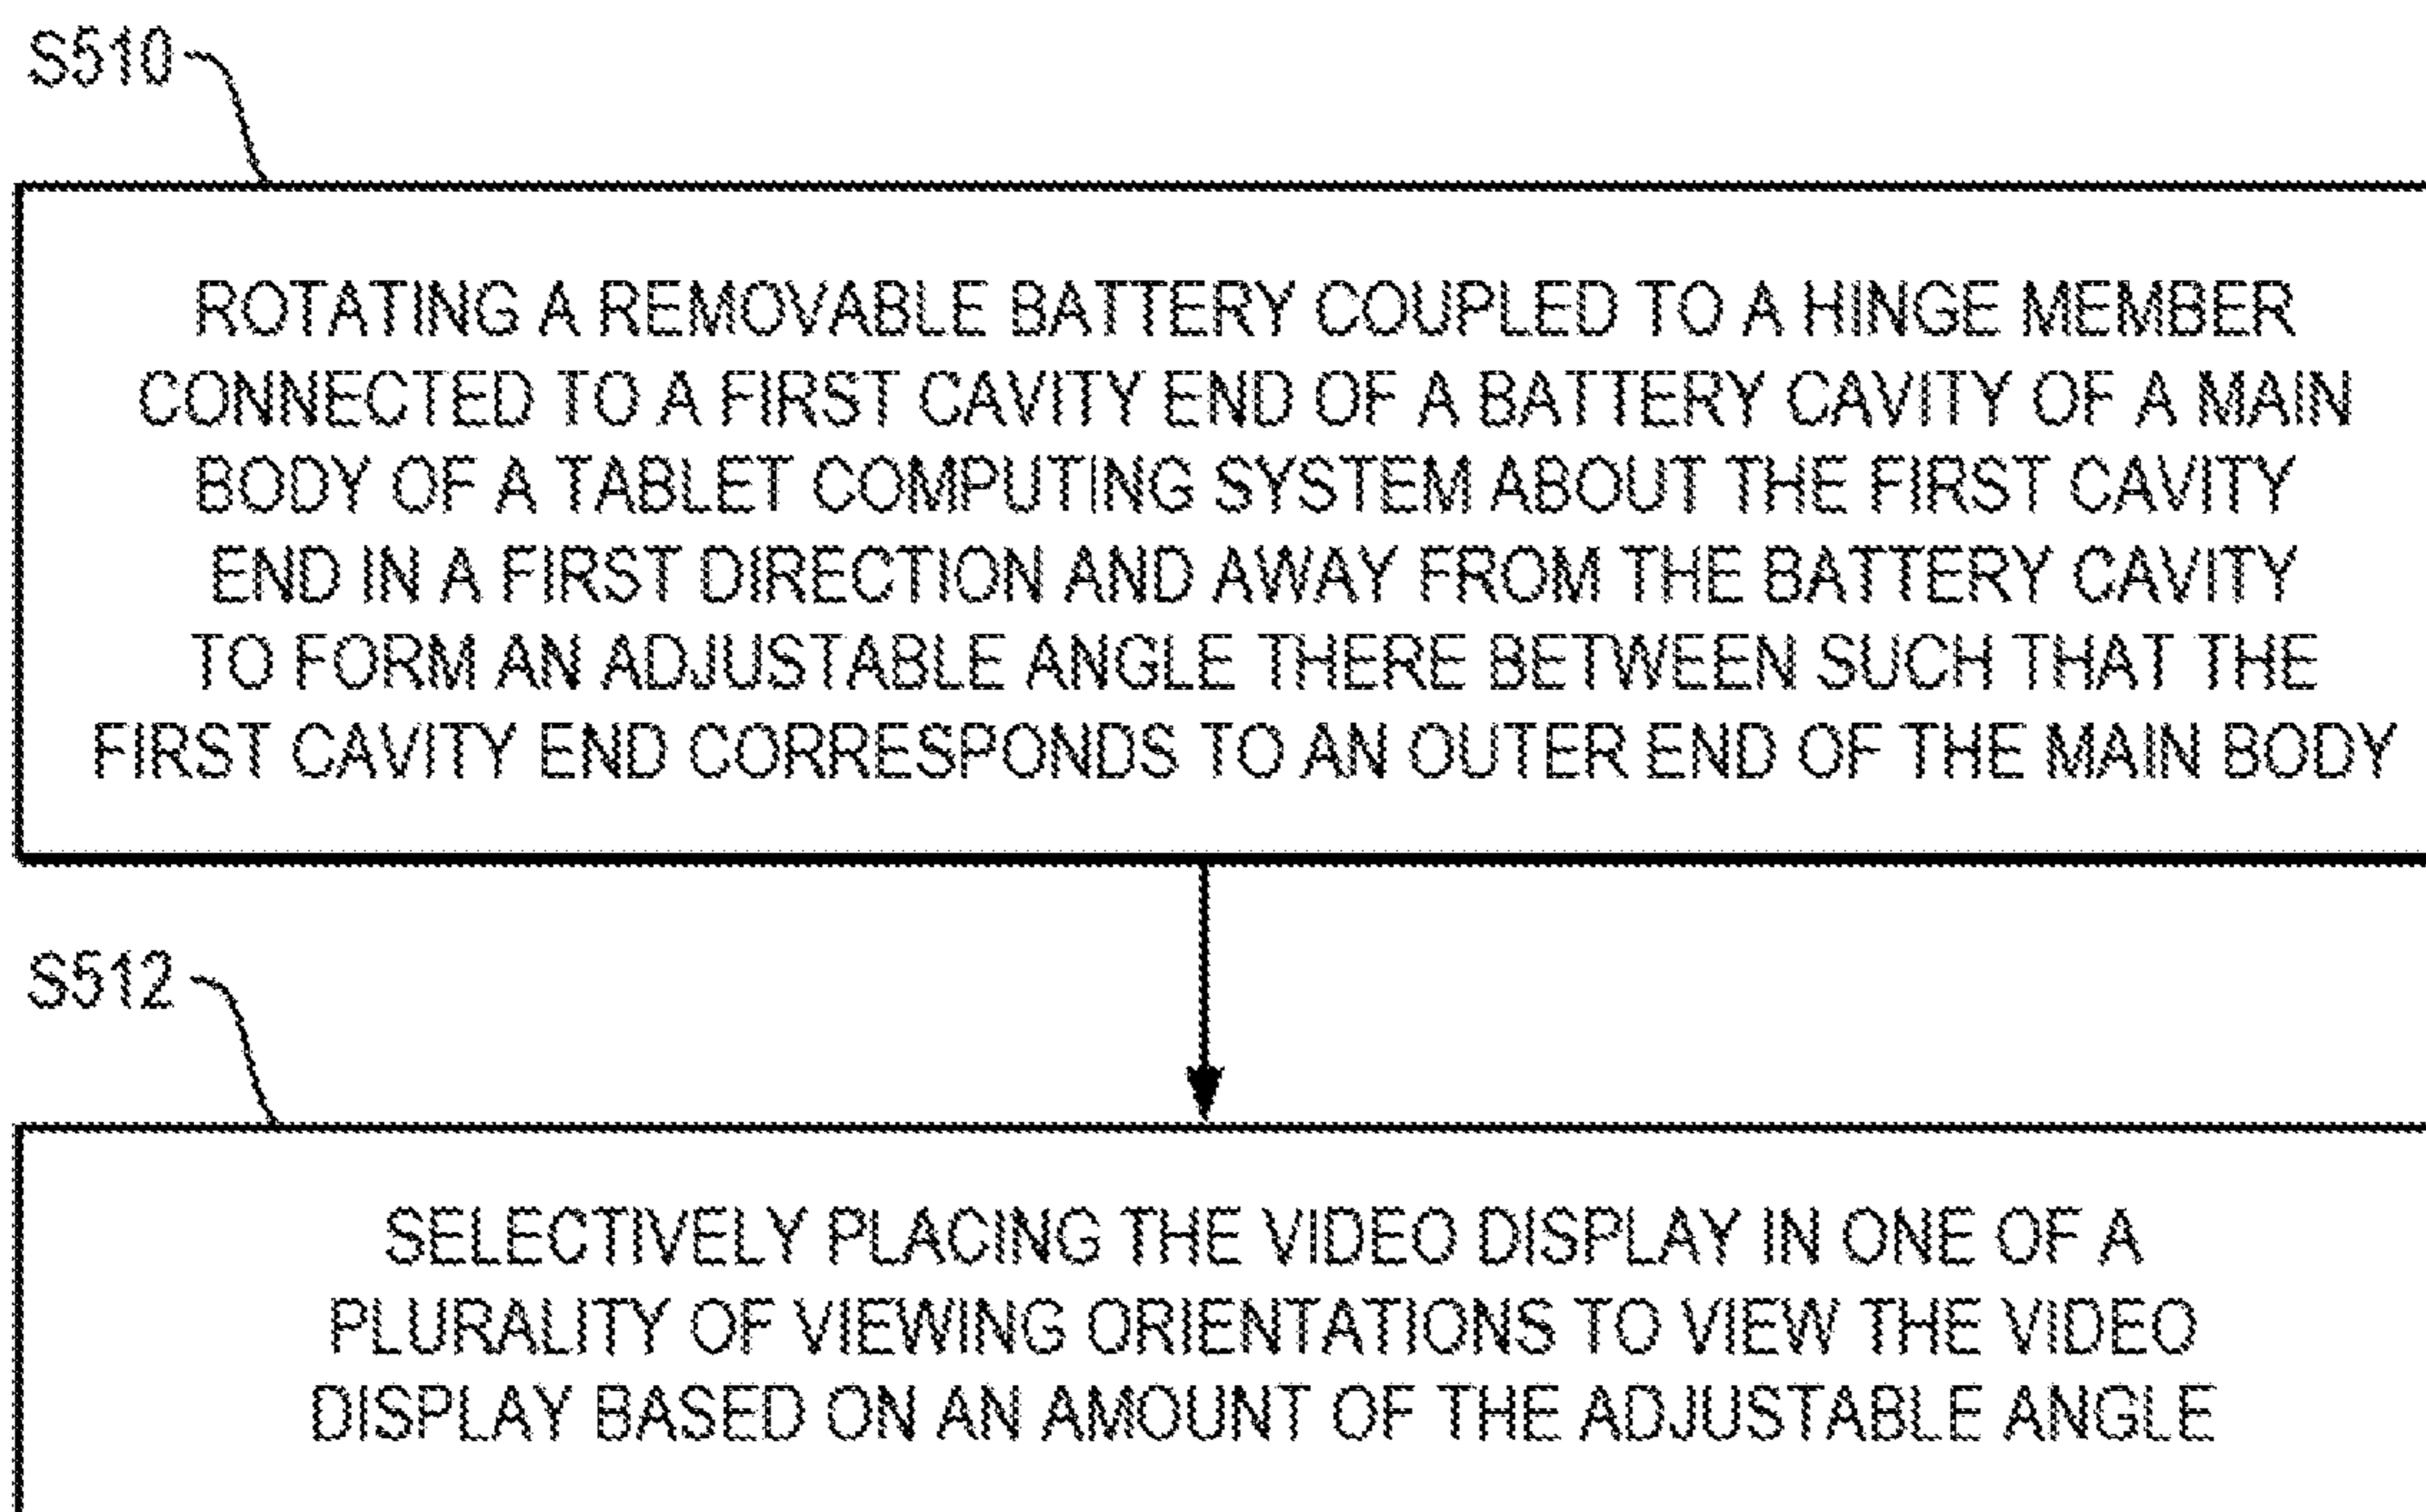 S510
ROTATING A REMOVABLE BATTERY COUPLED TO A HINGE MEMBER
CONNECTED TO A FIRST CAVITY END OF A BATTERY CAVITY OF A MAIN
BODY OF A TABLET COMPUTING SYSTEM ABOUT THE FIRST CAVITY
END IN A FIRST DIRECTION AND AWAY FROM THE BATTERY CAVITY
TO FORM AN ADJUSTABLE ANGLE THERE BETWEEN SUCH THAT THE
FIRST CAVITY END CORRESPONDS TO AN OUTER END OF THE MAIN BODY
S512
SELECTIVELY PLACING THE VIDEO DISPLAY IN ONE OF A
PLURALITY OF VIEWING ORIENTATIONS TO VIEW THE VIDEO
DISPLAY BASED ON AN AMOUNT OF THE ADJUSTABLE ANGLE